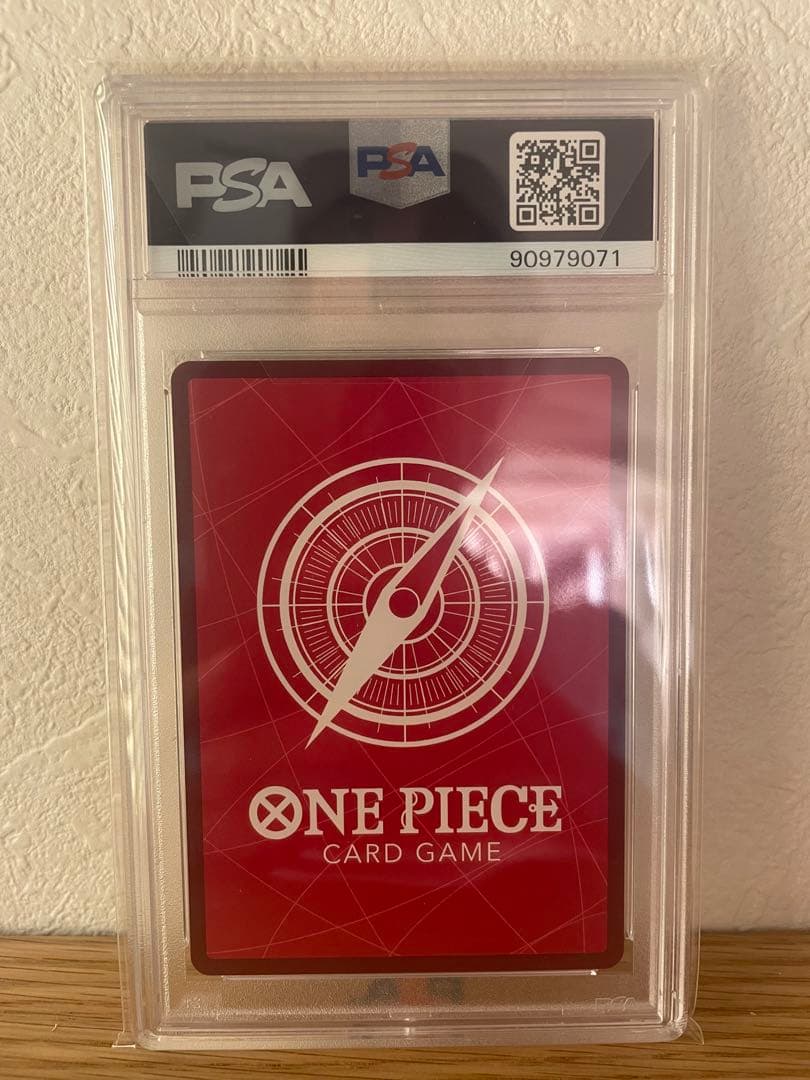 PSA
PSA
90979071
ONE PIECE
CARD GAME